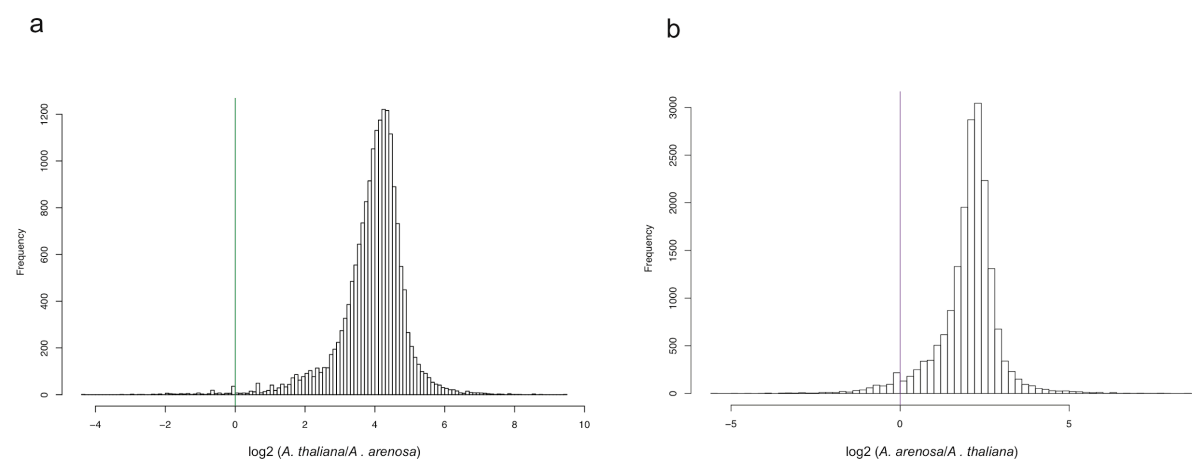 a
b
Frequency
0
200
400
600
800
1000
1200
−4 −2 0 2 4 6 8 10
log2 (A. thaliana/A . arenosa)
Frequency
0
500
1000
1500
2000
2500
3000
−5 0 5
log2 (A. arenosa/A . thaliana)